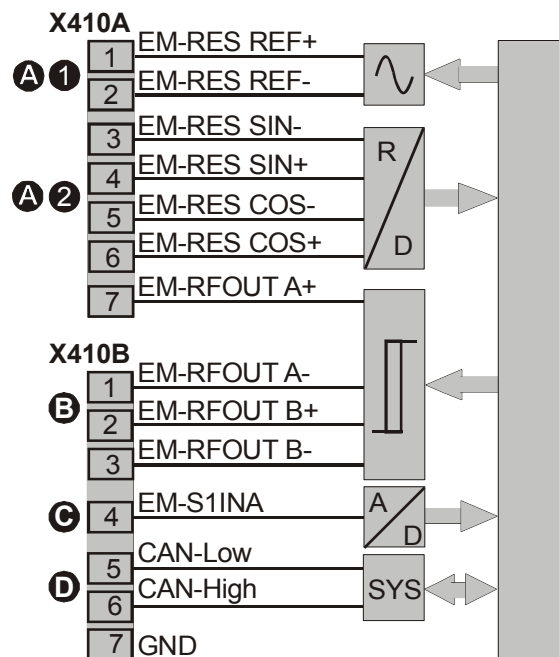 X410A
A 1
1 EM-RES REF+
2 EM-RES REF-
A 2
3 EM-RES SIN-
4 EM-RES SIN+
5 EM-RES COS-
6 EM-RES COS+
R
D
7 EM-RFOUT A+
X410B
B
1 EM-RFOUT A-
2 EM-RFOUT B+
3 EM-RFOUT B-
C
4 EM-S1INA
A
D
D
5 CAN-Low
6 CAN-High
SYS
7 GND